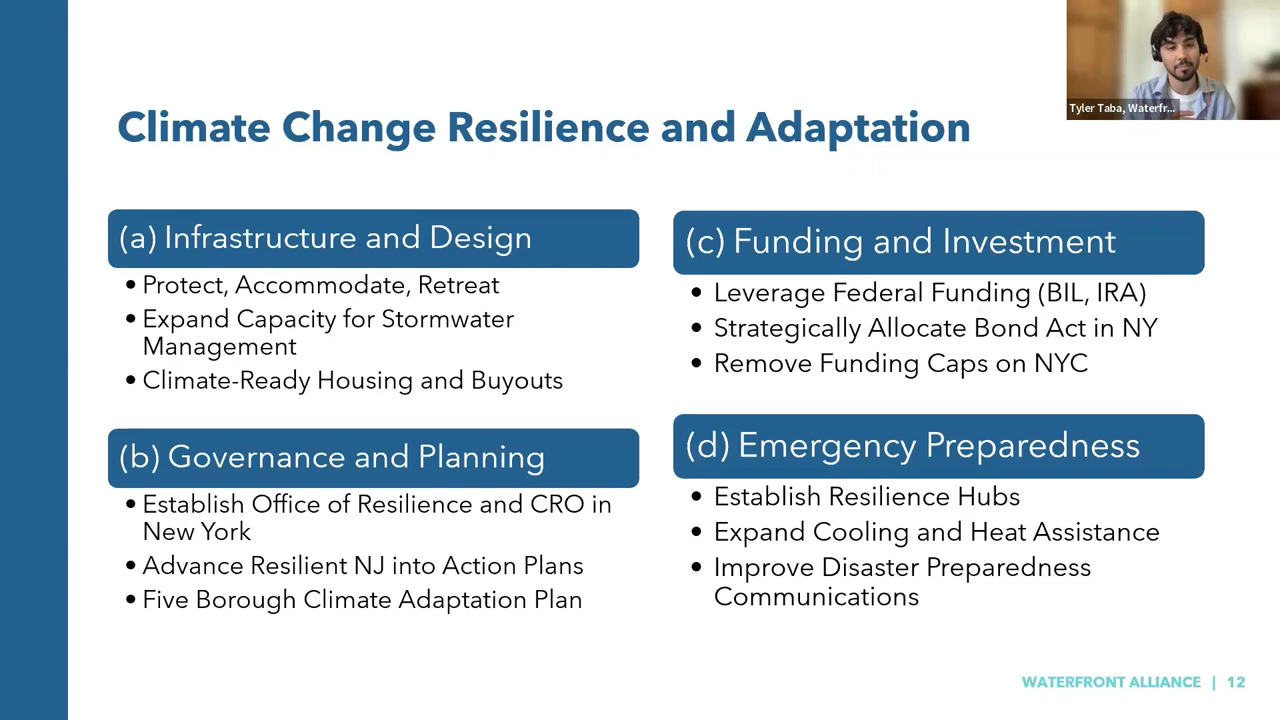 Tyler Taba, Waterfr...
Climate Change Resilience and Adaptation
(a) Infrastructure and Design
• Protect, Accommodate, Retreat
• Expand Capacity for Stormwater
Management
• Climate-Ready Housing and Buyouts
(b) Governance and Planning
• Establish Office of Resilience and CRO in
New York
• Advance Resilient NJ into Action Plans
• Five Borough Climate Adaptation Plan
(c) Funding and Investment
• Leverage Federal Funding (BIL, IRA)
• Strategically Allocate Bond Act in NY
• Remove Funding Caps on NYC
(d) Emergency Preparedness
• Establish Resilience Hubs
• Expand Cooling and Heat Assistance
• Improve Disaster Preparedness
Communications
WATERFRONT ALLIANCE | 12